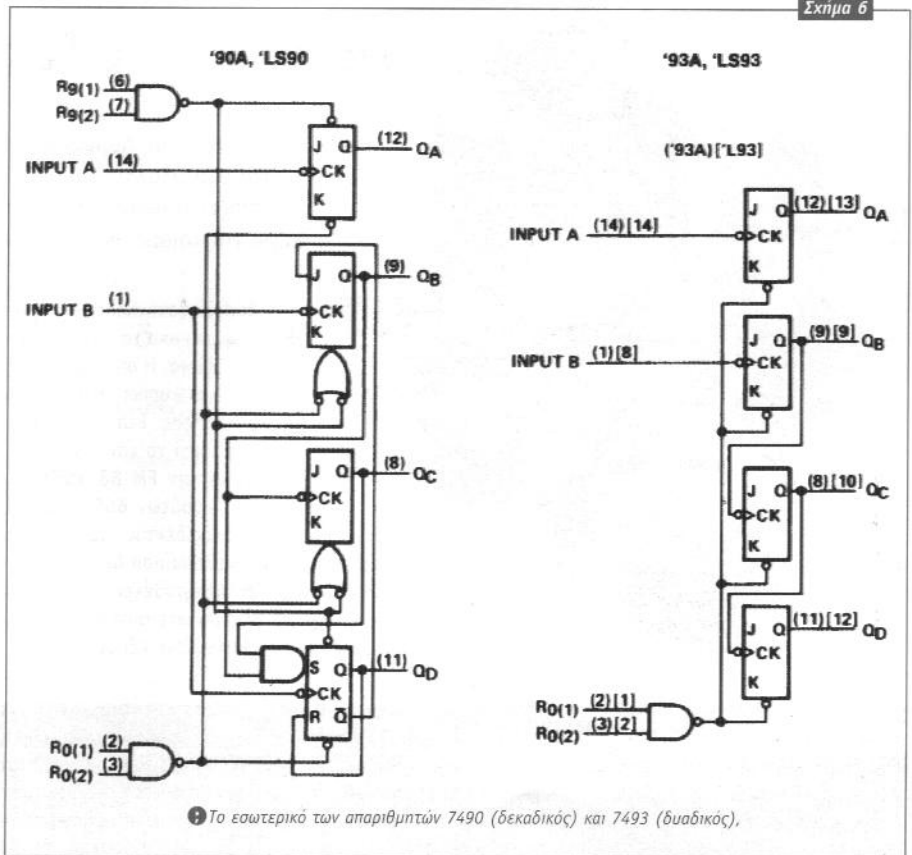 Σχήμα 6
'90A, 'LS90
R9(1) (6)
R9(2) (7)
INPUT A (14)
J Q (12) QA
CK
K
J Q (9) QB
INPUT B (1)
CK
K
J Q (8) QC
CK
K
S Q (11) QD
CK
R Q̅
R0(1) (2)
R0(2) (3)
'93A, 'LS93
('93A) ['L93]
J Q (12)[13] QA
INPUT A (14)[14]
CK
K
J Q (9)[9] QB
INPUT B (1)[8]
CK
K
J Q (8)[10] QC
CK
K
J Q (11)[12] QD
CK
K
R0(1) (2)[1]
R0(2) (3)[2]
Το εσωτερικό των απαριθμητών 7490 (δεκαδικός) και 7493 (δυαδικός).